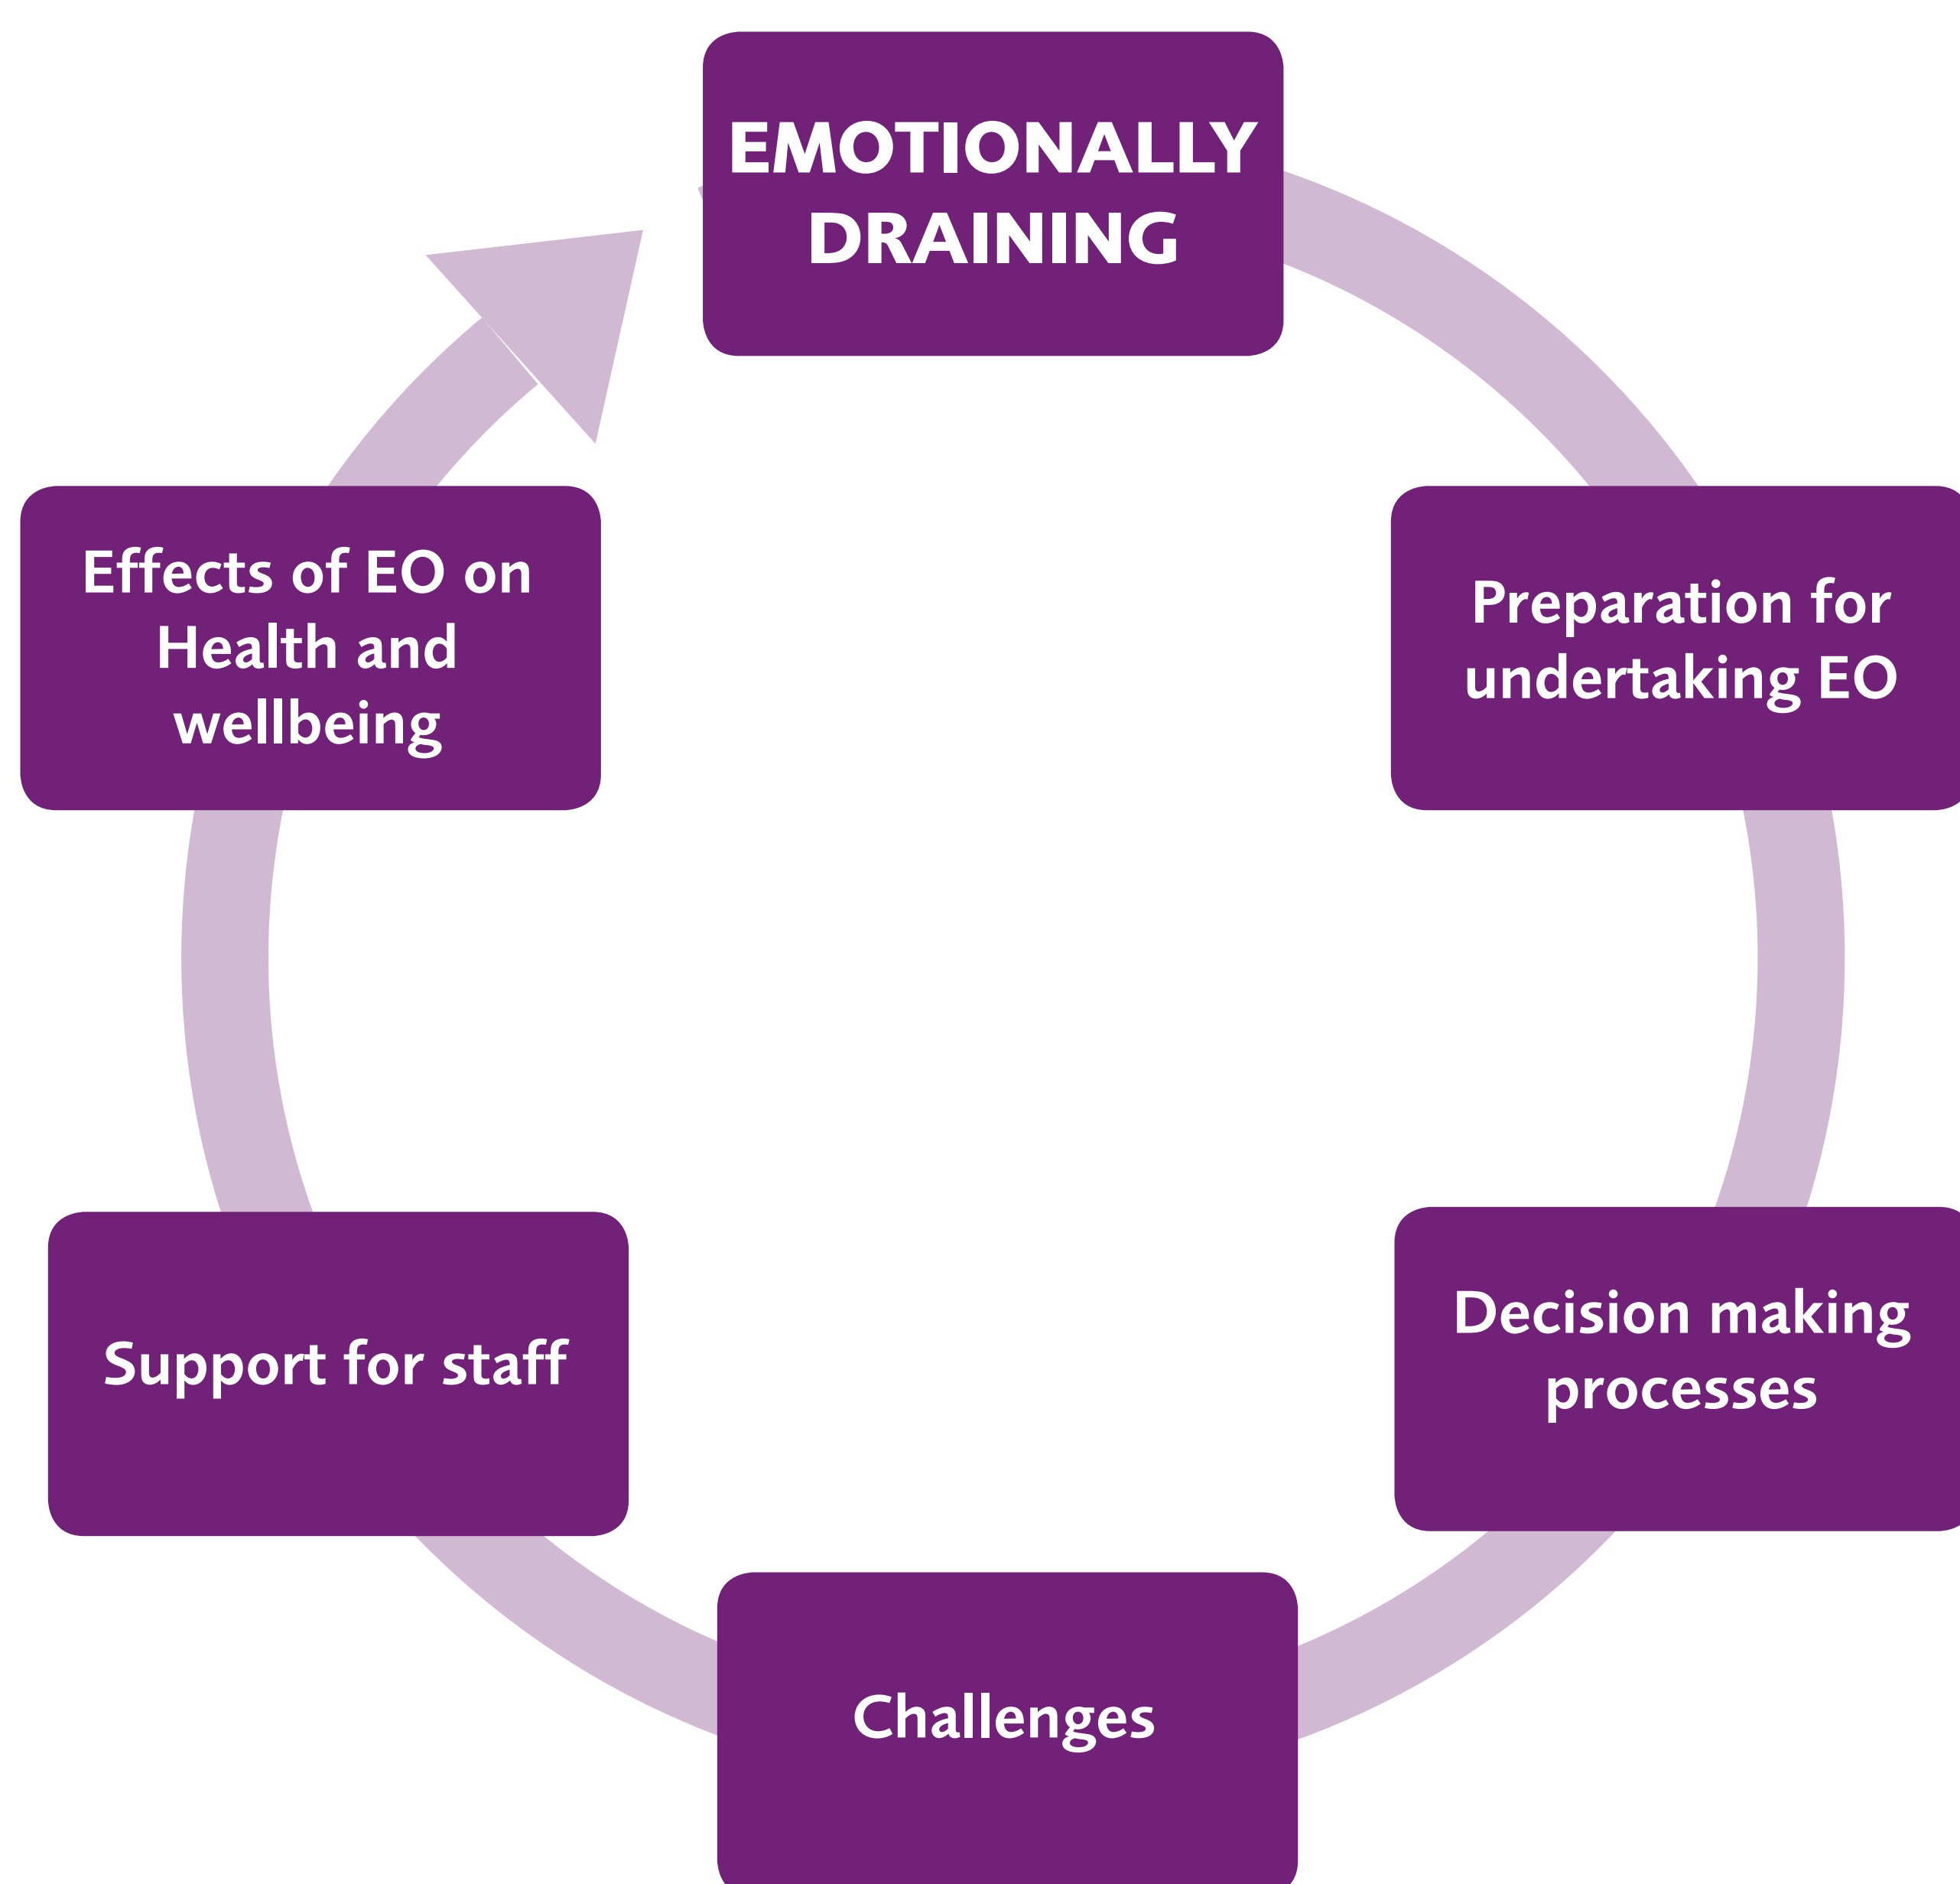 EMOTIONALLY
DRAINING
Preparation for
undertaking EO
Decision making
processes
Challenges
Support for staff
Effects of EO on
Health and
wellbeing